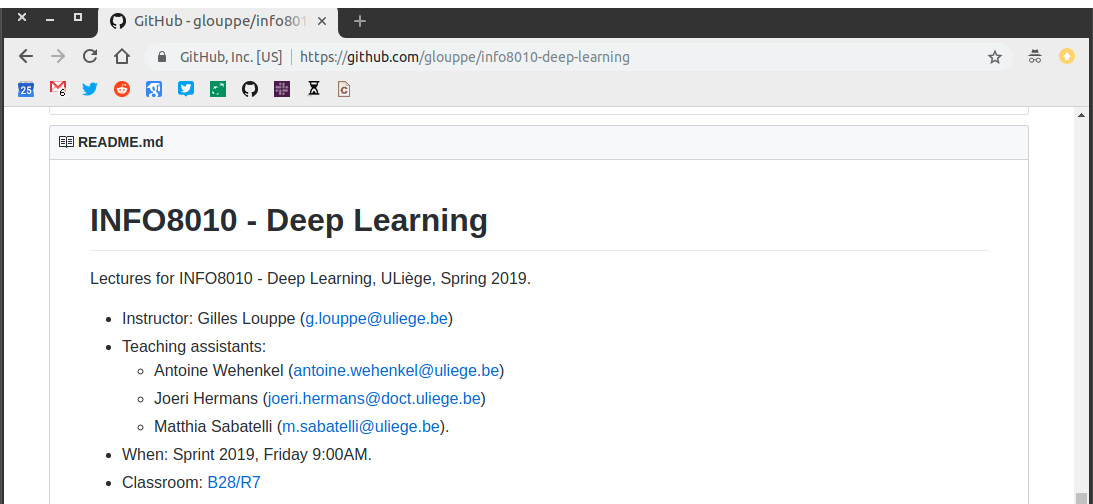 GitHub - glouppe/info801
GitHub, Inc. [US] | https://github.com/glouppe/info8010-deep-learning
25 6
README.md
INFO8010 - Deep Learning
Lectures for INFO8010 - Deep Learning, ULiège, Spring 2019.
• Instructor: Gilles Louppe (g.louppe@uliege.be)
• Teaching assistants:
◦ Antoine Wehenkel (antoine.wehenkel@uliege.be)
◦ Joeri Hermans (joeri.hermans@doct.uliege.be)
◦ Matthia Sabatelli (m.sabatelli@uliege.be).
• When: Sprint 2019, Friday 9:00AM.
• Classroom: B28/R7